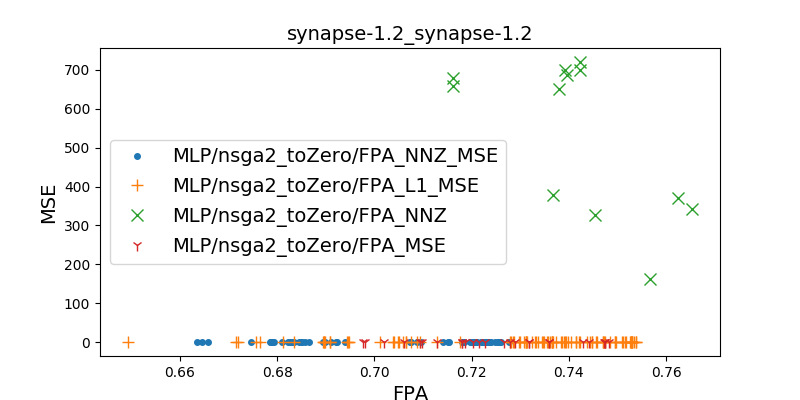 synapse-1.2_synapse-1.2
700
600
500
400
300
200
100
0
MSE
MLP/nsga2_toZero/FPA_NNZ_MSE
MLP/nsga2_toZero/FPA_L1_MSE
MLP/nsga2_toZero/FPA_NNZ
MLP/nsga2_toZero/FPA_MSE
0.66 0.68 0.70 0.72 0.74 0.76
FPA